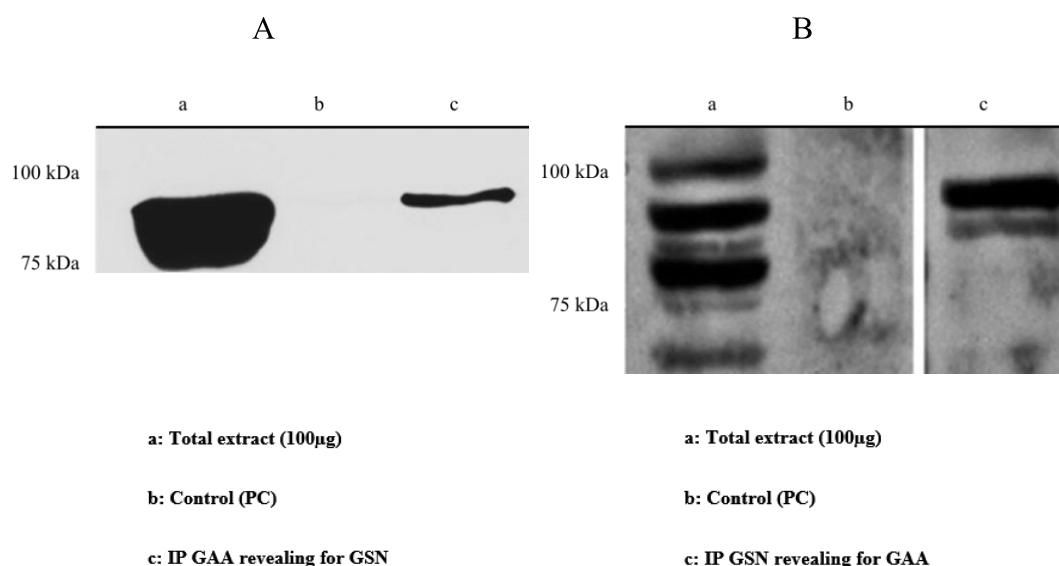 A
a b c
100 kDa
75 kDa
a: Total extract (100µg)
b: Control (PC)
c: IP GAA revealing for GSN
B
a b c
100 kDa
75 kDa
a: Total extract (100µg)
b: Control (PC)
c: IP GSN revealing for GAA